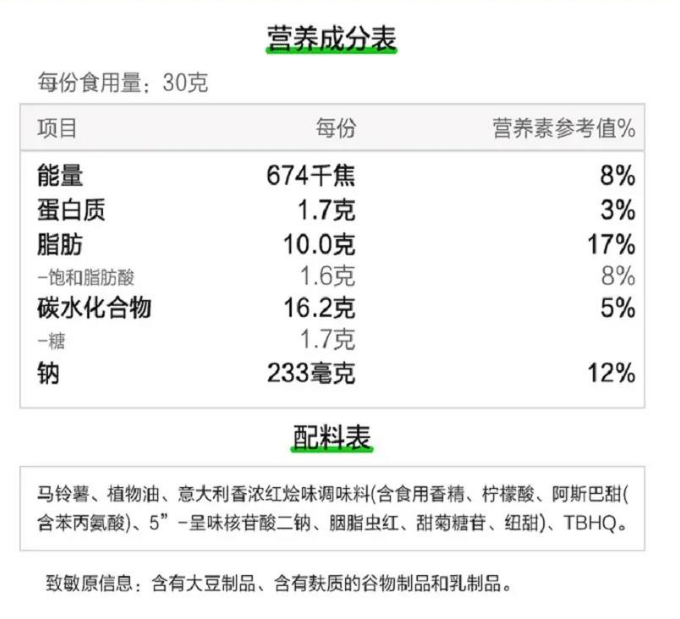 营养成分表
每份食用量：30克
项目 每份 营养素参考值%
能量 674千焦 8%
蛋白质 1.7克 3%
脂肪 10.0克 17%
-饱和脂肪酸 1.6克 8%
碳水化合物 16.2克 5%
-糖 1.7克
钠 233毫克 12%
配料表
马铃薯、植物油、意大利香浓红烩味调味料(含食用香精、柠檬酸、阿斯巴甜(
含苯丙氨酸)、5”-呈味核苷酸二钠、胭脂虫红、甜菊糖苷、纽甜)、TBHQ。
致敏原信息：含有大豆制品、含有麸质的谷物制品和乳制品。